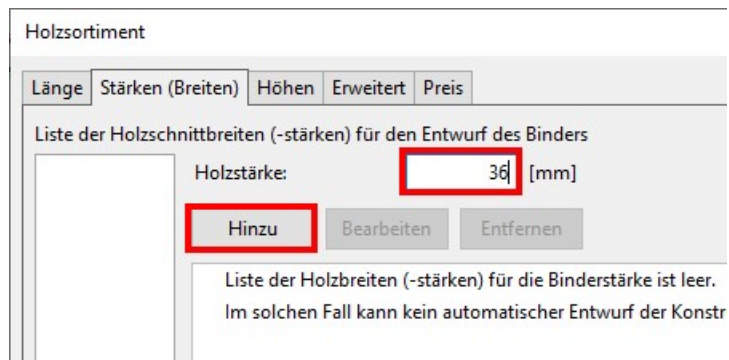 Holzsortiment
Länge Stärken (Breiten) Höhen Erweitert Preis
Liste der Holzschnittbreiten (-stärken) für den Entwurf des Binders
Holzstärke: 36 [mm]
Hinzu Bearbeiten Entfernen
Liste der Holzbreiten (-stärken) für die Binderstärke ist leer.
Im solchen Fall kann kein automatischer Entwurf der Konstr